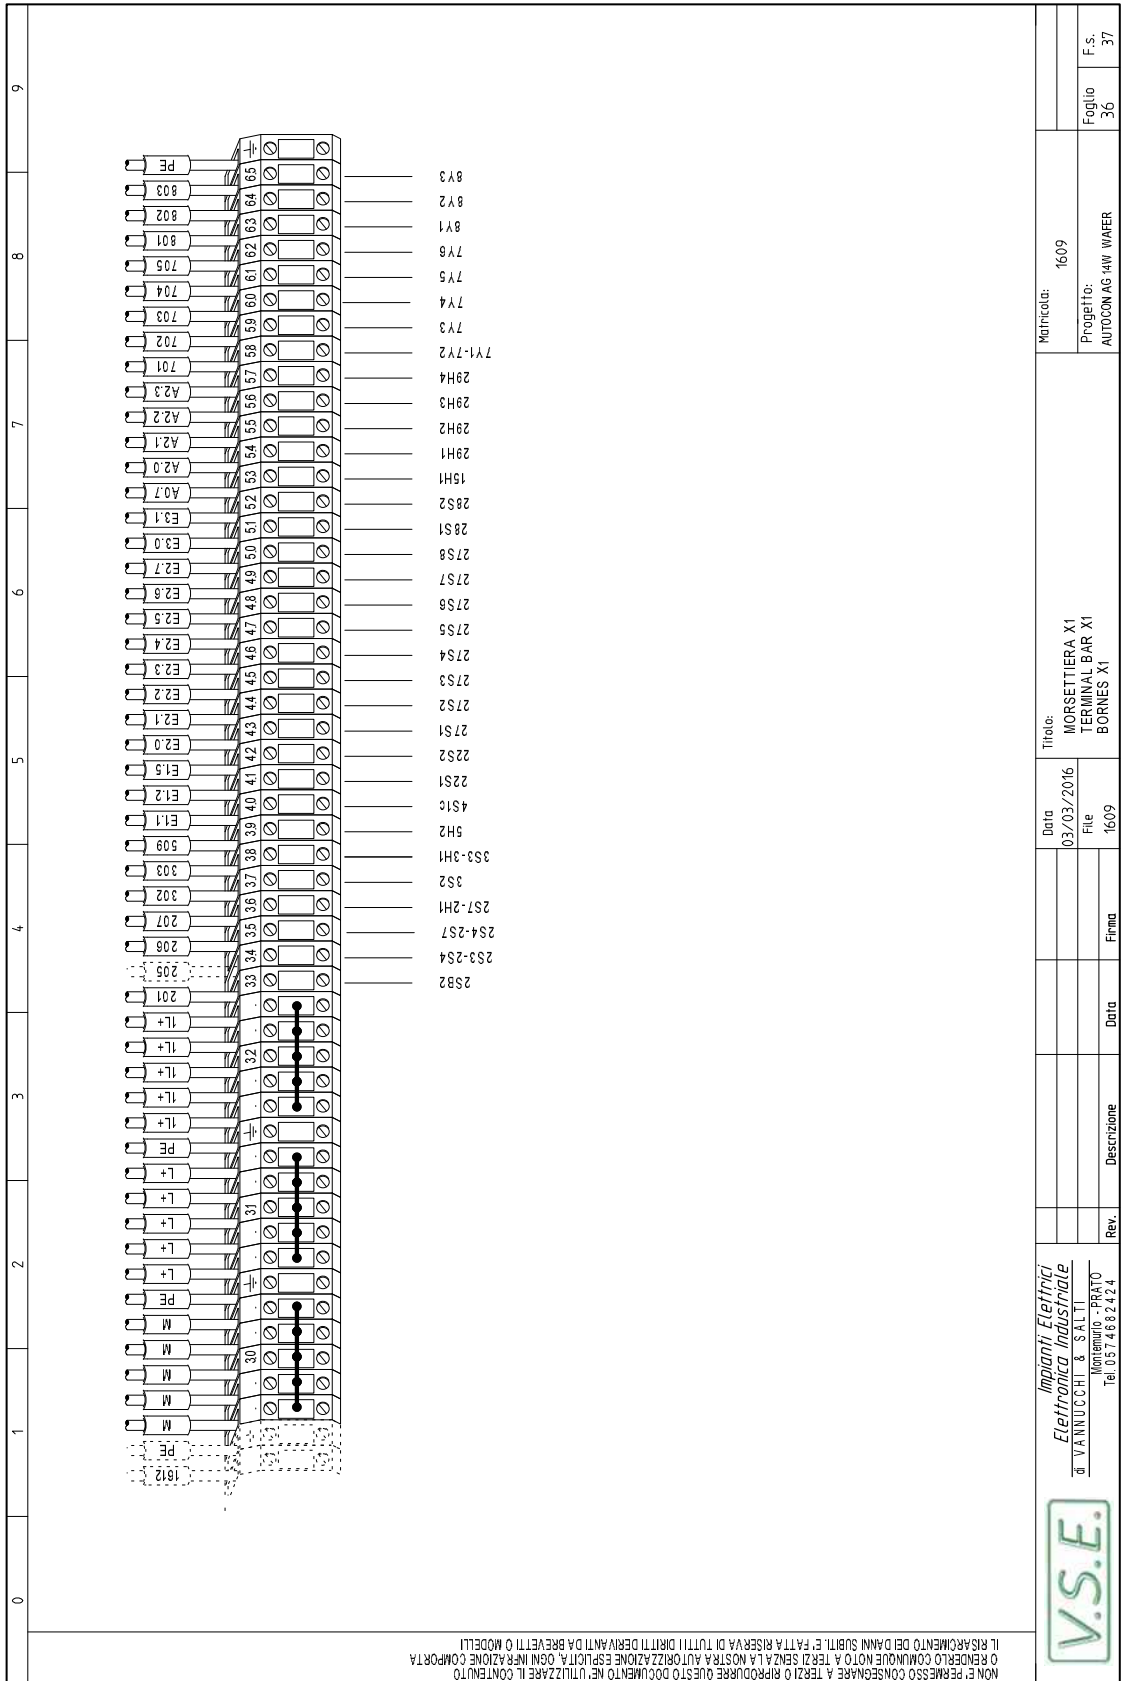 0 1 2 3 4 5 6 7 8 9
1612 PE M M M M M PE L+ L+ L+ L+ L+ PE 1L+ 1L+ 1L+ 1L+ 1L+ 201 205 206 207 302 303 509 E1.1 E1.2 E1.5 E2.0 E2.1 E2.2 E2.3 E2.4 E2.5 E2.6 E2.7 E3.0 E3.1 A0.7 A2.0 A2.1 A2.2 A2.3 701 702 703 704 705 801 802 803 PE
30 31 32 33 34 35 36 37 38 39 40 41 42 43 44 45 46 47 48 49 50 51 52 53 54 55 56 57 58 59 60 61 62 63 64 65
2SB2 2S3-2S4 2S4-2S7 2S7-2H1 3S2 3S3-3H1 5H2 4S1c 22S1 22S2 27S1 27S2 27S3 27S4 27S5 27S6 27S7 27S8 28S1 28S2 15H1 29H1 29H2 29H3 29H4 7Y1-7Y2 7Y3 7Y4 7Y5 7Y6 8Y1 8Y2 8Y3
NON E' PERMESSO CONSEGNARE A TERZI O RIPRODURRE QUESTO DOCUMENTO NE' UTILIZZARE IL CONTENUTO
O RENDERLO COMUNQUE NOTO A TERZI SENZA LA NOSTRA AUTORIZZAZIONE ESPLICITA, OGNI INFRAZIONE COMPORTA
IL RISARCIMENTO DEI DANNI SUBITI. E' FATTA RISERVA DI TUTTI I DIRITTI DERIVANTI DA BREVETTI O MODELLI
V.S.E.
Impianti Elettrici
Elettronica Industriale
di VANNUCCHI & SALTI
Montemurlo - PRATO
Tel. 0574682424
Rev. Descrizione Data Firma
Data
03/03/2016
File
1609
Titolo:
MORSETTIERA X1
TERMINAL BAR X1
BORNES X1
Matricola:
1609
Progetto:
AUTOCON AG 14W WAFER
Foglio
36
F.s.
37